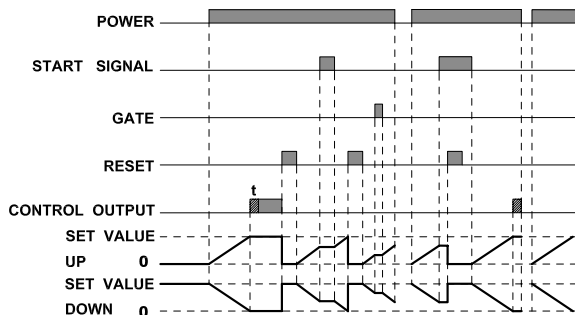 POWER
START SIGNAL
GATE
RESET
t
CONTROL OUTPUT
SET VALUE
UP 0
SET VALUE
DOWN 0